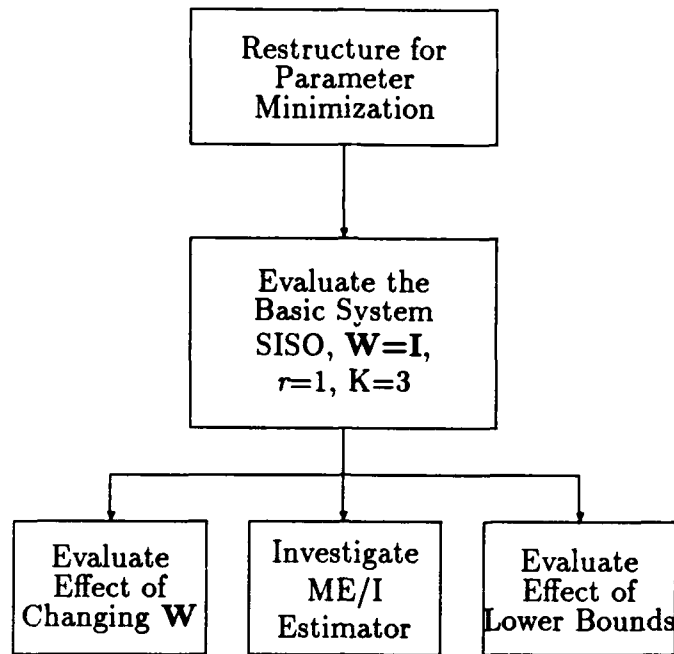 Restructure for
Parameter
Minimization
Evaluate the
Basic System
SISO, W=I,
r=1, K=3
Evaluate
Effect of
Changing W
Investigate
ME/I
Estimator
Evaluate
Effect of
Lower Bounds